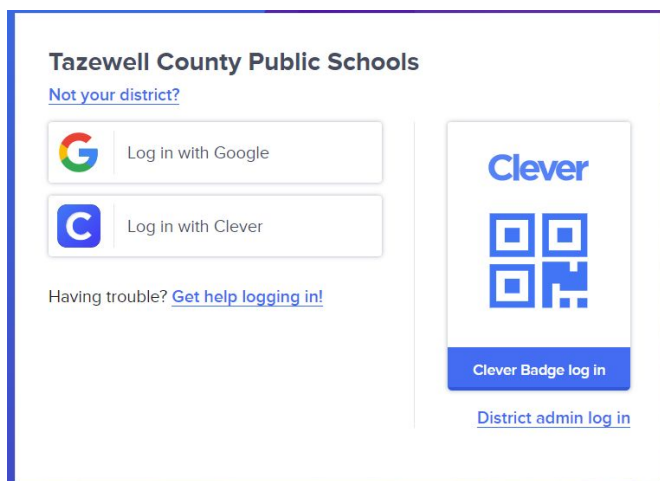 Tazewell County Public Schools
Not your district?
Log in with Google
Log in with Clever
Having trouble? Get help logging in!
Clever
Clever Badge log in
District admin log in